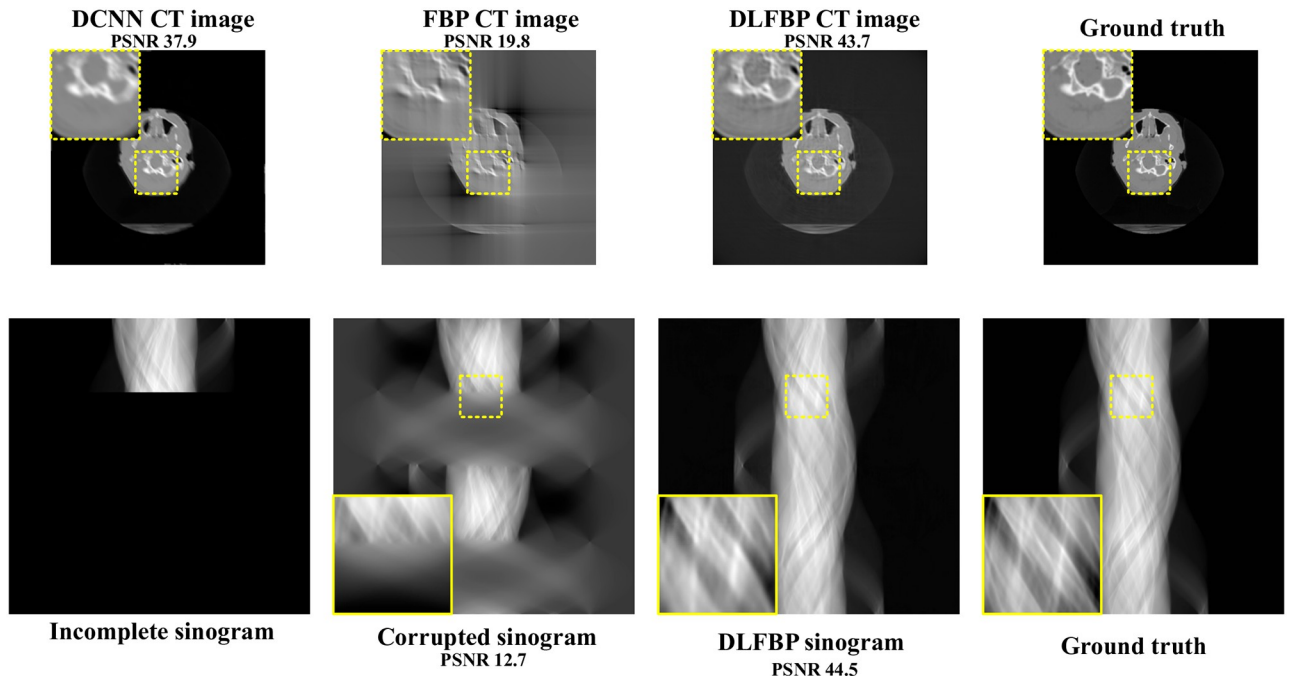 DCNN CT image
PSNR 37.9
FBP CT image
PSNR 19.8
DLFBP CT image
PSNR 43.7
Ground truth
Incomplete sinogram
Corrupted sinogram
PSNR 12.7
DLFBP sinogram
PSNR 44.5
Ground truth